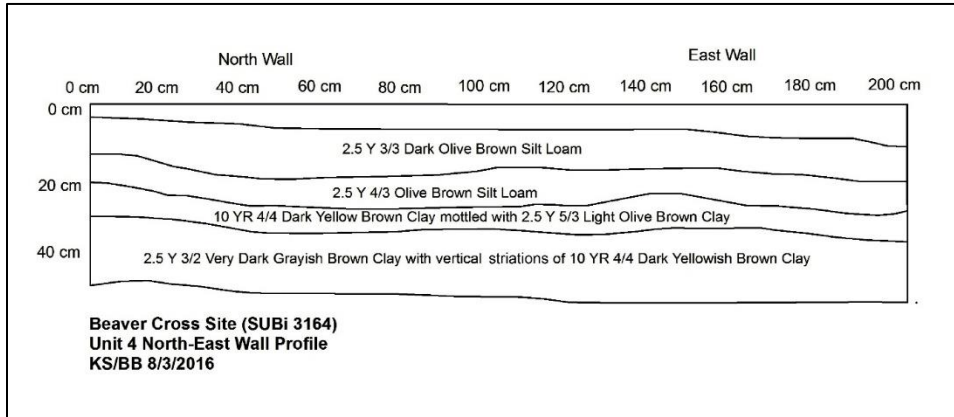 North Wall East Wall
0 cm 20 cm 40 cm 60 cm 80 cm 100 cm 120 cm 140 cm 160 cm 180 cm 200 cm
0 cm
2.5 Y 3/3 Dark Olive Brown Silt Loam
20 cm
2.5 Y 4/3 Olive Brown Silt Loam
10 YR 4/4 Dark Yellow Brown Clay mottled with 2.5 Y 5/3 Light Olive Brown Clay
40 cm
2.5 Y 3/2 Very Dark Grayish Brown Clay with vertical striations of 10 YR 4/4 Dark Yellowish Brown Clay
Beaver Cross Site (SUBi 3164)
Unit 4 North-East Wall Profile
KS/BB 8/3/2016